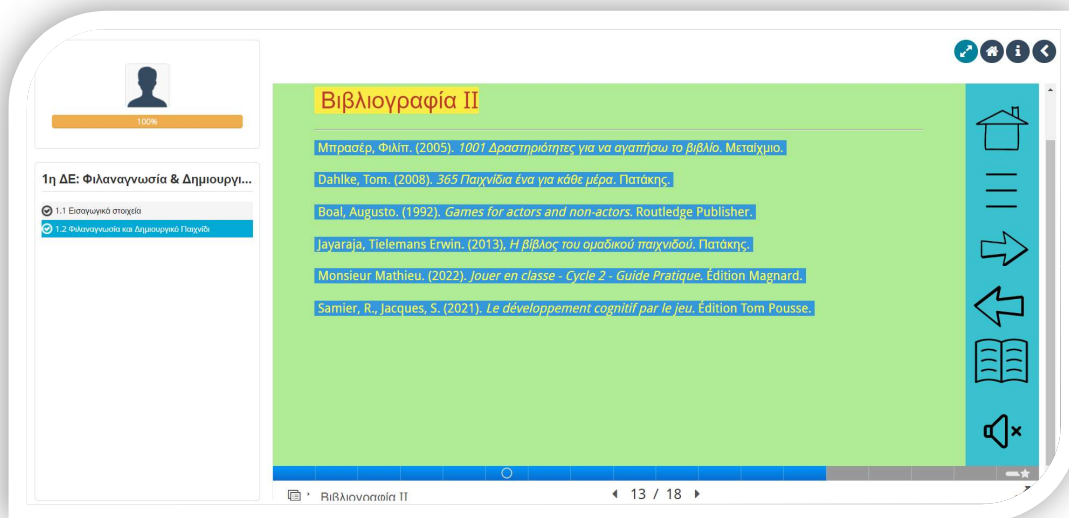 100%
1η ΔΕ: Φιλαναγνωσία & Δημιουργι...
1.1 Εισαγωγικά στοιχεία
1.2 Φιλαναγνωσία και Δημιουργικό Παιχνίδι
Βιβλιογραφία II
Μπρασέρ, Φιλίπ. (2005). 1001 Δραστηριότητες για να αγαπήσω το βιβλίο. Μεταίχμιο.
Dahlke, Tom. (2008). 365 Παιχνίδια ένα για κάθε μέρα. Πατάκης.
Boal, Augusto. (1992). Games for actors and non-actors. Routledge Publisher.
Jayaraja, Tielemans Erwin. (2013), Η βίβλος του ομαδικού παιχνιδού. Πατάκης.
Monsieur Mathieu. (2022). Jouer en classe - Cycle 2 - Guide Pratique. Édition Magnard.
Samier, R., Jacques, S. (2021). Le développement cognitif par le jeu. Édition Tom Pousse.
Βιβλιογραφία II
13 / 18